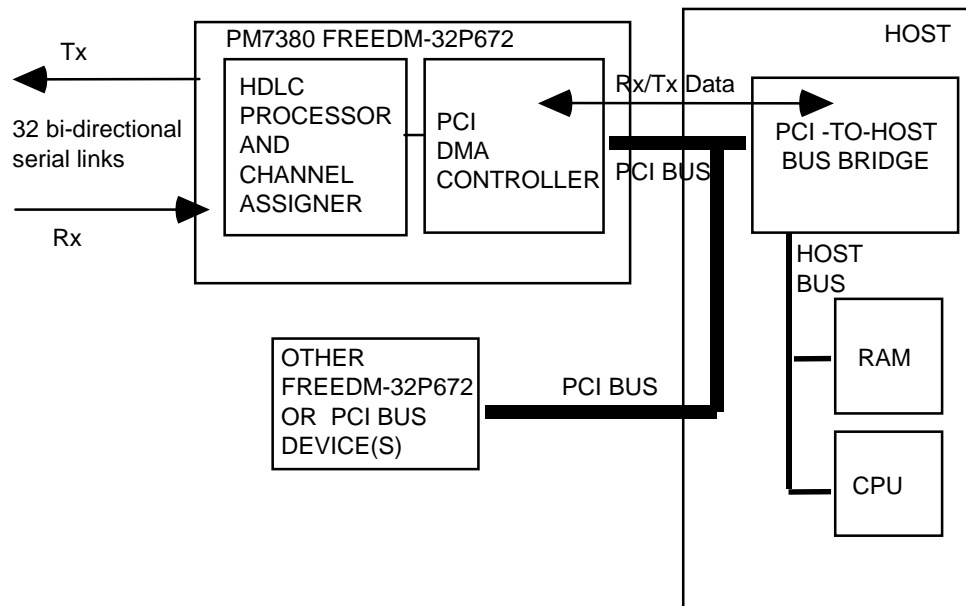 PM7380 FREEDM-32P672
HOST
Tx
32 bi-directional
serial links
Rx
HDLC
PROCESSOR
AND
CHANNEL
ASSIGNER
PCI
DMA
CONTROLLER
Rx/Tx Data
PCI BUS
PCI -TO-HOST
BUS BRIDGE
HOST
BUS
RAM
CPU
OTHER
FREEDM-32P672
OR PCI BUS
DEVICE(S)
PCI BUS